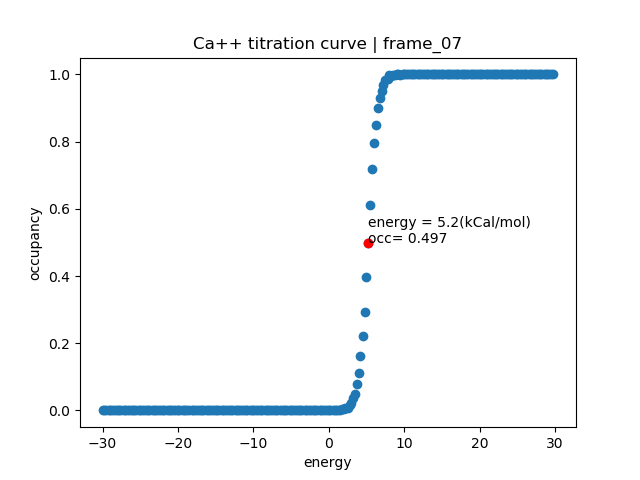 Ca++ titration curve | frame_07
1.0
0.8
0.6
0.4
0.2
0.0
occupancy
energy = 5.2(kCal/mol)
occ= 0.497
−30
−20
−10
0
10
20
30
energy